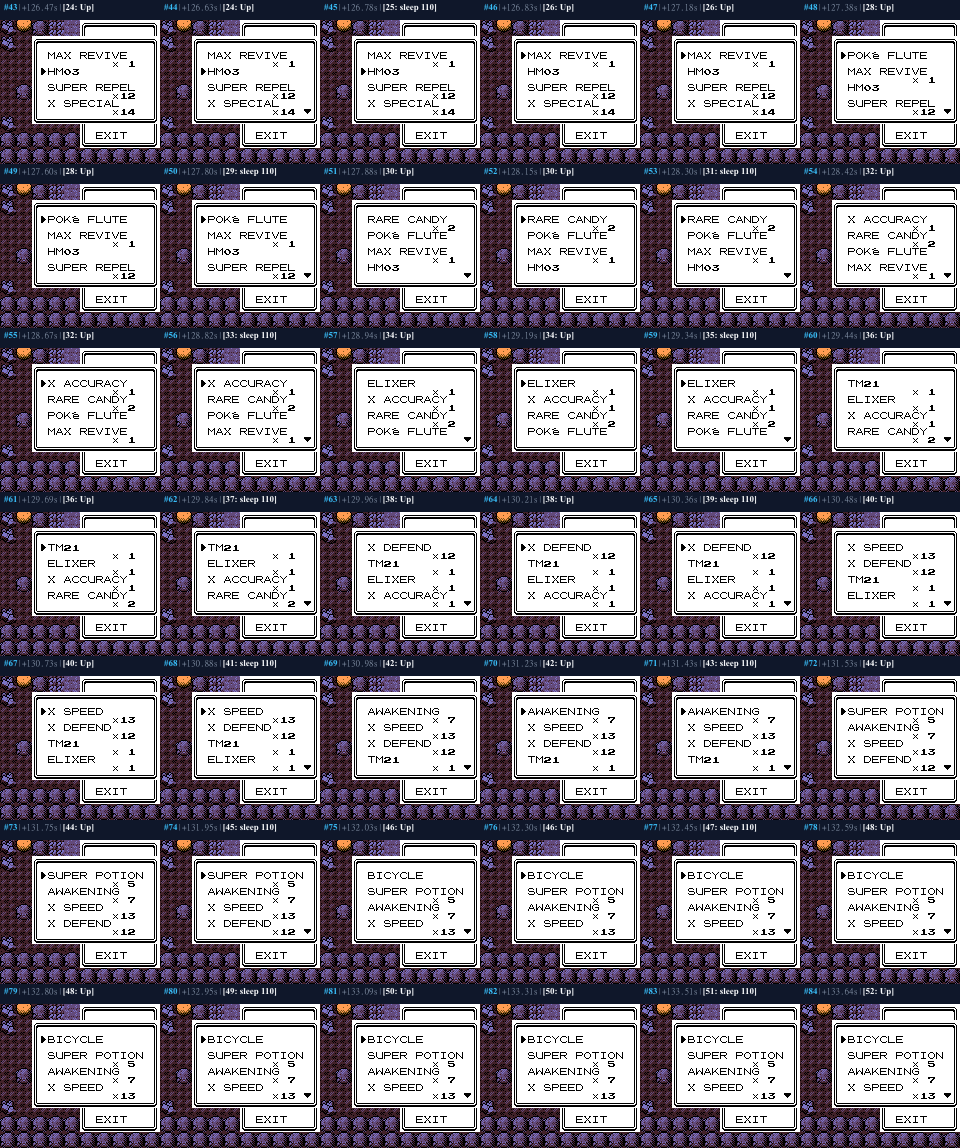 #43|+126.47s|[24: Up]
MAX REVIVE
× 1
HM03
SUPER REPEL
×12
X SPECIAL
×14
EXIT
#44|+126.63s|[24: Up]
MAX REVIVE
× 1
HM03
SUPER REPEL
×12
X SPECIAL
×14
EXIT
#45|+126.78s|[25: sleep 110]
MAX REVIVE
× 1
HM03
SUPER REPEL
×12
X SPECIAL
×14
EXIT
#46|+126.83s|[26: Up]
MAX REVIVE
× 1
HM03
SUPER REPEL
×12
X SPECIAL
×14
EXIT
#47|+127.18s|[26: Up]
MAX REVIVE
× 1
HM03
SUPER REPEL
×12
X SPECIAL
×14
EXIT
#48|+127.38s|[28: Up]
POKé FLUTE
MAX REVIVE
× 1
HM03
SUPER REPEL
×12
EXIT
#49|+127.60s|[28: Up]
POKé FLUTE
MAX REVIVE
× 1
HM03
SUPER REPEL
×12
EXIT
#50|+127.80s|[29: sleep 110]
POKé FLUTE
MAX REVIVE
× 1
HM03
SUPER REPEL
×12
EXIT
#51|+127.88s|[30: Up]
RARE CANDY
× 2
POKé FLUTE
MAX REVIVE
× 1
HM03
EXIT
#52|+128.15s|[30: Up]
RARE CANDY
× 2
POKé FLUTE
MAX REVIVE
× 1
HM03
EXIT
#53|+128.30s|[31: sleep 110]
RARE CANDY
× 2
POKé FLUTE
MAX REVIVE
× 1
HM03
EXIT
#54|+128.42s|[32: Up]
X ACCURACY
× 1
RARE CANDY
× 2
POKé FLUTE
MAX REVIVE
× 1
EXIT
#55|+128.67s|[32: Up]
X ACCURACY
× 1
RARE CANDY
× 2
POKé FLUTE
MAX REVIVE
× 1
EXIT
#56|+128.82s|[33: sleep 110]
X ACCURACY
× 1
RARE CANDY
× 2
POKé FLUTE
MAX REVIVE
× 1
EXIT
#57|+128.94s|[34: Up]
ELIXER
× 1
X ACCURACY
× 1
RARE CANDY
× 2
POKé FLUTE
EXIT
#58|+129.19s|[34: Up]
ELIXER
× 1
X ACCURACY
× 1
RARE CANDY
× 2
POKé FLUTE
EXIT
#59|+129.34s|[35: sleep 110]
ELIXER
× 1
X ACCURACY
× 1
RARE CANDY
× 2
POKé FLUTE
EXIT
#60|+129.44s|[36: Up]
TM21
× 1
ELIXER
× 1
X ACCURACY
× 1
RARE CANDY
× 2
EXIT
#61|+129.69s|[36: Up]
TM21
× 1
ELIXER
× 1
X ACCURACY
× 1
RARE CANDY
× 2
EXIT
#62|+129.84s|[37: sleep 110]
TM21
× 1
ELIXER
× 1
X ACCURACY
× 1
RARE CANDY
× 2
EXIT
#63|+129.96s|[38: Up]
X DEFEND
×12
TM21
× 1
ELIXER
× 1
X ACCURACY
× 1
EXIT
#64|+130.21s|[38: Up]
X DEFEND
×12
TM21
× 1
ELIXER
× 1
X ACCURACY
× 1
EXIT
#65|+130.36s|[39: sleep 110]
X DEFEND
×12
TM21
× 1
ELIXER
× 1
X ACCURACY
× 1
EXIT
#66|+130.48s|[40: Up]
X SPEED
×13
X DEFEND
×12
TM21
× 1
ELIXER
× 1
EXIT
#67|+130.73s|[40: Up]
X SPEED
×13
X DEFEND
×12
TM21
× 1
ELIXER
× 1
EXIT
#68|+130.88s|[41: sleep 110]
X SPEED
×13
X DEFEND
×12
TM21
× 1
ELIXER
× 1
EXIT
#69|+130.98s|[42: Up]
AWAKENING
× 7
X SPEED
×13
X DEFEND
×12
TM21
× 1
EXIT
#70|+131.23s|[42: Up]
AWAKENING
× 7
X SPEED
×13
X DEFEND
×12
TM21
× 1
EXIT
#71|+131.43s|[43: sleep 110]
AWAKENING
× 7
X SPEED
×13
X DEFEND
×12
TM21
× 1
EXIT
#72|+131.53s|[44: Up]
SUPER POTION
× 5
AWAKENING
× 7
X SPEED
×13
X DEFEND
×12
EXIT
#73|+131.75s|[44: Up]
SUPER POTION
× 5
AWAKENING
× 7
X SPEED
×13
X DEFEND
×12
EXIT
#74|+131.95s|[45: sleep 110]
SUPER POTION
× 5
AWAKENING
× 7
X SPEED
×13
X DEFEND
×12
EXIT
#75|+132.03s|[46: Up]
BICYCLE
SUPER POTION
× 5
AWAKENING
× 7
X SPEED
×13
EXIT
#76|+132.30s|[46: Up]
BICYCLE
SUPER POTION
× 5
AWAKENING
× 7
X SPEED
×13
EXIT
#77|+132.45s|[47: sleep 110]
BICYCLE
SUPER POTION
× 5
AWAKENING
× 7
X SPEED
×13
EXIT
#78|+132.59s|[48: Up]
BICYCLE
SUPER POTION
× 5
AWAKENING
× 7
X SPEED
×13
EXIT
#79|+132.80s|[48: Up]
BICYCLE
SUPER POTION
× 5
AWAKENING
× 7
X SPEED
×13
EXIT
#80|+132.95s|[49: sleep 110]
BICYCLE
SUPER POTION
× 5
AWAKENING
× 7
X SPEED
×13
EXIT
#81|+133.09s|[50: Up]
BICYCLE
SUPER POTION
× 5
AWAKENING
× 7
X SPEED
×13
EXIT
#82|+133.31s|[50: Up]
BICYCLE
SUPER POTION
× 5
AWAKENING
× 7
X SPEED
×13
EXIT
#83|+133.51s|[51: sleep 110]
BICYCLE
SUPER POTION
× 5
AWAKENING
× 7
X SPEED
×13
EXIT
#84|+133.64s|[52: Up]
BICYCLE
SUPER POTION
× 5
AWAKENING
× 7
X SPEED
×13
EXIT